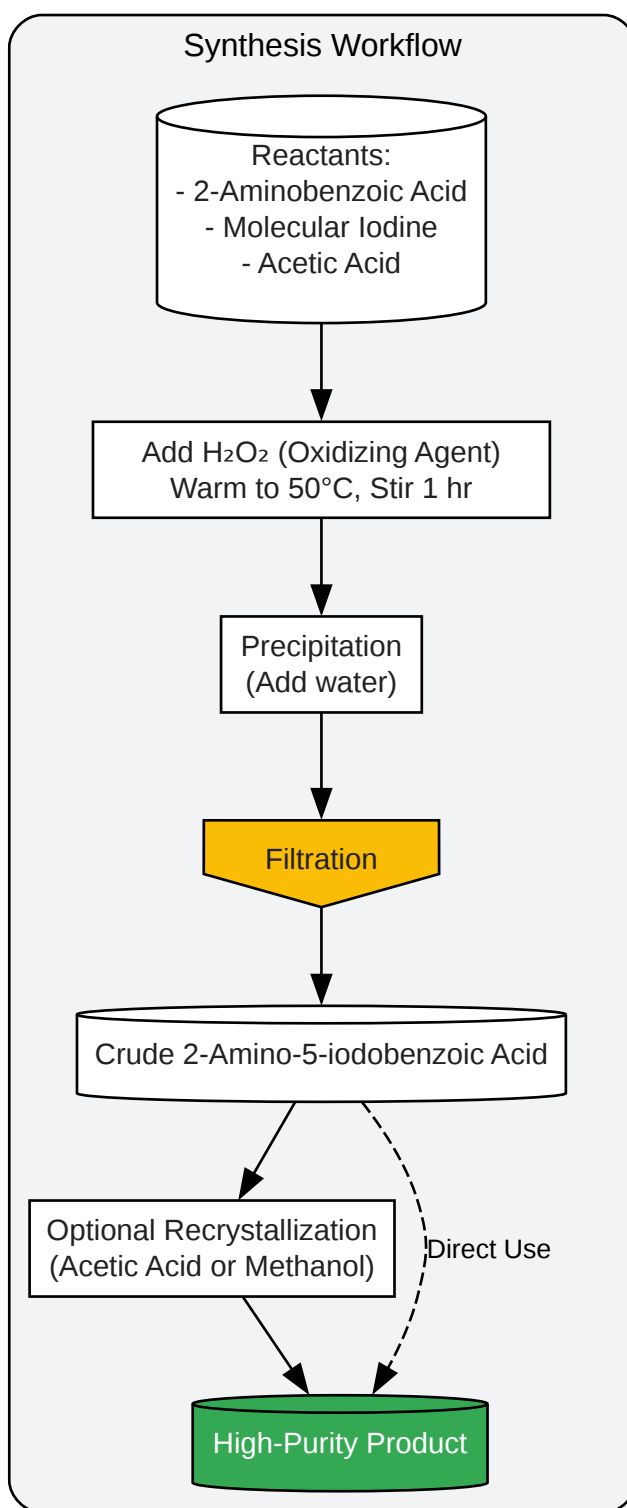 Synthesis Workflow
Reactants:
- 2-Aminobenzoic Acid
- Molecular Iodine
- Acetic Acid
Add H₂O₂ (Oxidizing Agent)
Warm to 50°C, Stir 1 hr
Precipitation
(Add water)
Filtration
Crude 2-Amino-5-iodobenzoic Acid
Optional Recrystallization
(Acetic Acid or Methanol)
Direct Use
High-Purity Product